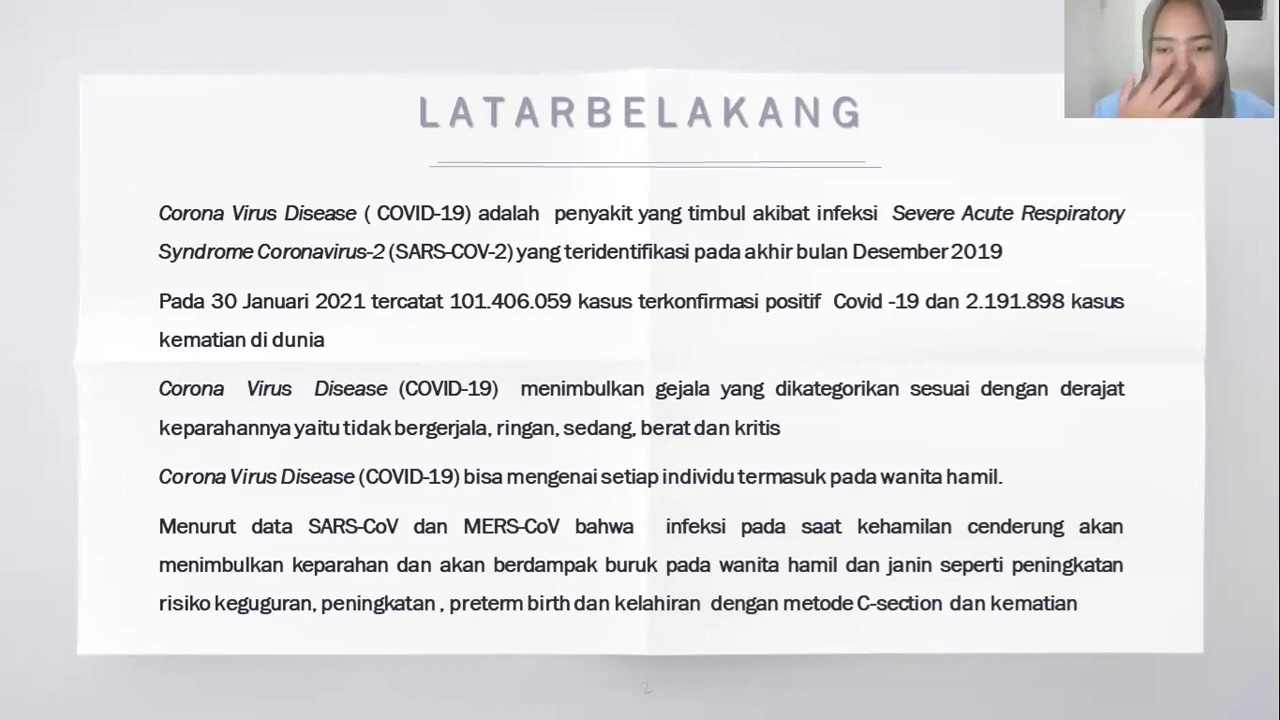 LATARBELAKANG
Corona Virus Disease ( COVID-19) adalah penyakit yang timbul akibat infeksi Severe Acute Respiratory
Syndrome Coronavirus-2 (SARS-COV-2) yang teridentifikasi pada akhir bulan Desember 2019
Pada 30 Januari 2021 tercatat 101.406.059 kasus terkonfirmasi positif Covid -19 dan 2.191.898 kasus
kematian di dunia
Corona Virus Disease (COVID-19) menimbulkan gejala yang dikategorikan sesuai dengan derajat
keparahannya yaitu tidak bergerjala, ringan, sedang, berat dan kritis
Corona Virus Disease (COVID-19) bisa mengenai setiap individu termasuk pada wanita hamil.
Menurut data SARS-CoV dan MERS-CoV bahwa infeksi pada saat kehamilan cenderung akan
menimbulkan keparahan dan akan berdampak buruk pada wanita hamil dan janin seperti peningkatan
risiko keguguran, peningkatan , preterm birth dan kelahiran dengan metode C-section dan kematian
2